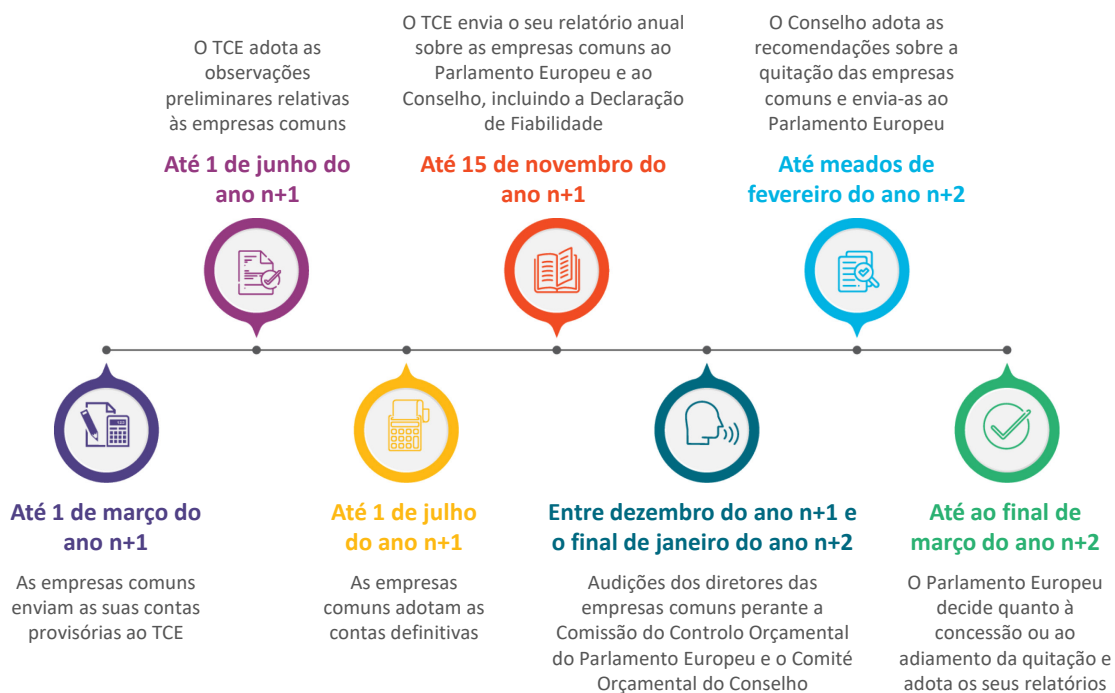 O TCE adota as
observações
preliminares relativas
às empresas comuns
Até 1 de junho do
ano n+1
O TCE envia o seu relatório anual
sobre as empresas comuns ao
Parlamento Europeu e ao
Conselho, incluindo a Declaração
de Fiabilidade
Até 15 de novembro do
ano n+1
O Conselho adota as
recomendações sobre a
quitação das empresas
comuns e envia-as ao
Parlamento Europeu
Até meados de
fevereiro do ano n+2
Até 1 de março do
ano n+1
As empresas comuns
enviam as suas contas
provisórias ao TCE
Até 1 de julho
do ano n+1
As empresas
comuns adotam as
contas definitivas
Entre dezembro do ano n+1 e
o final de janeiro do ano n+2
Audições dos diretores das
empresas comuns perante a
Comissão do Controlo Orçamental
do Parlamento Europeu e o Comité
Orçamental do Conselho
Até ao final de
março do ano n+2
O Parlamento Europeu
decide quanto à
concessão ou ao
adiamento da quitação e
adota os seus relatórios